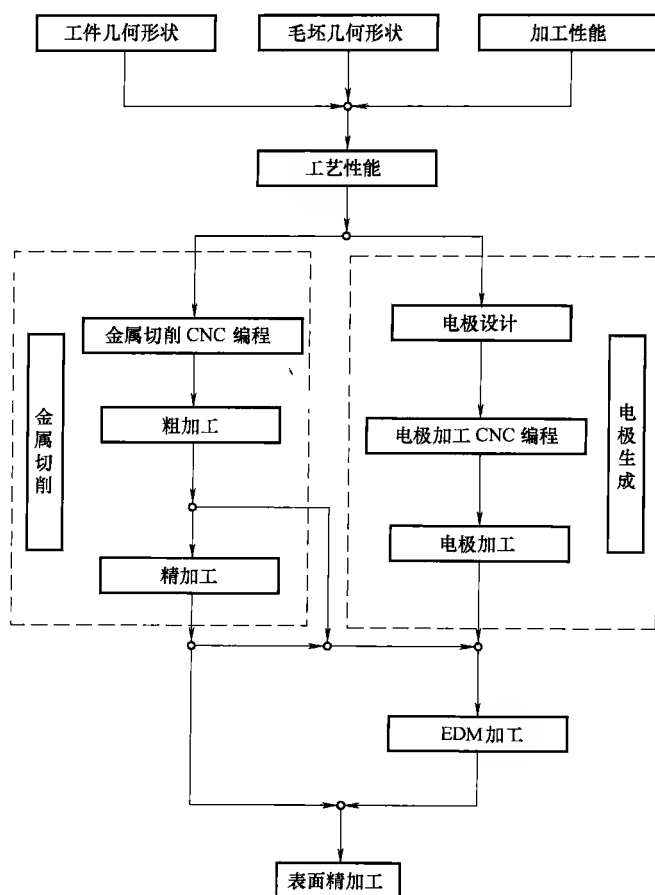 工件几何形状
毛坯几何形状
加工性能
工艺性能
金属切削 CNC 编程
电极设计
金属切削
粗加工
电极加工 CNC 编程
电极生成
精加工
电极加工
EDM加工
表面精加工